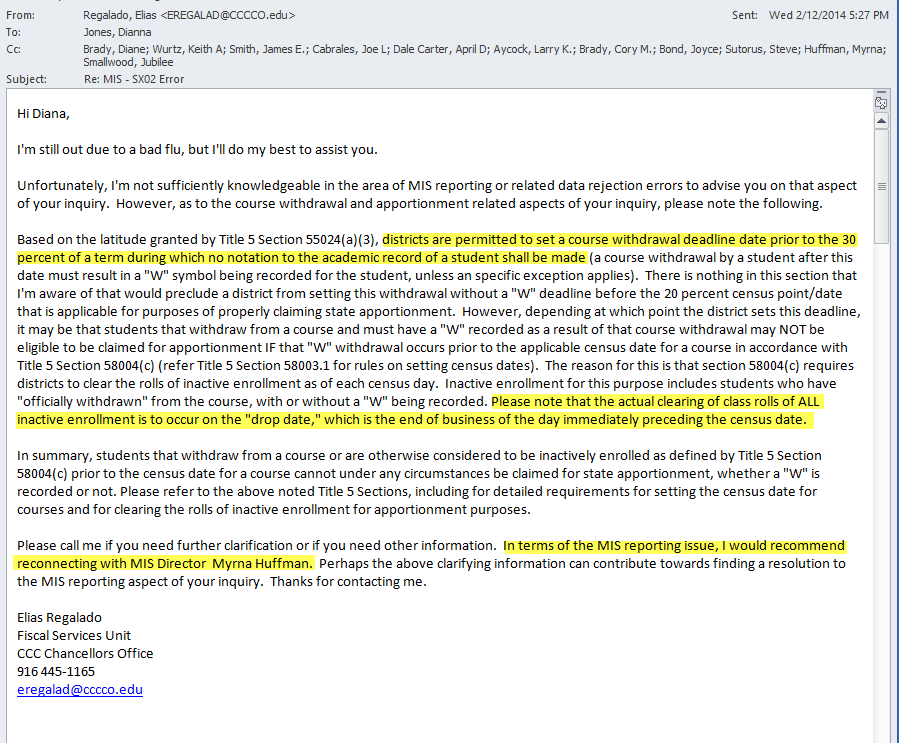 From: Regalado, Elias <EREGALAD@CCCCO.edu> Sent: Wed 2/12/2014 5:27 PM
To: Jones, Dianna
Cc: Brady, Diane; Wurtz, Keith A; Smith, James E.; Cabrales, Joe L; Dale Carter, April D; Aycock, Larry K.; Brady, Cory M.; Bond, Joyce; Sutorus, Steve; Huffman, Myrna;
Smallwood, Jubilee
Subject: Re: MIS - SX02 Error
Hi Diana,
I'm still out due to a bad flu, but I'll do my best to assist you.
Unfortunately, I'm not sufficiently knowledgeable in the area of MIS reporting or related data rejection errors to advise you on that aspect
of your inquiry.  However, as to the course withdrawal and apportionment related aspects of your inquiry, please note the following.
Based on the latitude granted by Title 5 Section 55024(a)(3), districts are permitted to set a course withdrawal deadline date prior to the 30
percent of a term during which no notation to the academic record of a student shall be made (a course withdrawal by a student after this
date must result in a "W" symbol being recorded for the student, unless an specific exception applies).  There is nothing in this section that
I'm aware of that would preclude a district from setting this withdrawal without a "W" deadline before the 20 percent census point/date
that is applicable for purposes of properly claiming state apportionment.  However, depending at which point the district sets this deadline,
it may be that students that withdraw from a course and must have a "W" recorded as a result of that course withdrawal may NOT be
eligible to be claimed for apportionment IF that "W" withdrawal occurs prior to the applicable census date for a course in accordance with
Title 5 Section 58004(c) (refer Title 5 Section 58003.1 for rules on setting census dates).  The reason for this is that section 58004(c) requires
districts to clear the rolls of inactive enrollment as of each census day.  Inactive enrollment for this purpose includes students who have
"officially withdrawn" from the course, with or without a "W" being recorded. Please note that the actual clearing of class rolls of ALL
inactive enrollment is to occur on the "drop date," which is the end of business of the day immediately preceding the census date.
In summary, students that withdraw from a course or are otherwise considered to be inactively enrolled as defined by Title 5 Section
58004(c) prior to the census date for a course cannot under any circumstances be claimed for state apportionment, whether a "W" is
recorded or not. Please refer to the above noted Title 5 Sections, including for detailed requirements for setting the census date for
courses and for clearing the rolls of inactive enrollment for apportionment purposes.
Please call me if you need further clarification or if you need other information.  In terms of the MIS reporting issue, I would recommend
reconnecting with MIS Director  Myrna Huffman.  Perhaps the above clarifying information can contribute towards finding a resolution to
the MIS reporting aspect of your inquiry.  Thanks for contacting me.
Elias Regalado
Fiscal Services Unit
CCC Chancellors Office
916 445-1165
eregalad@cccco.edu